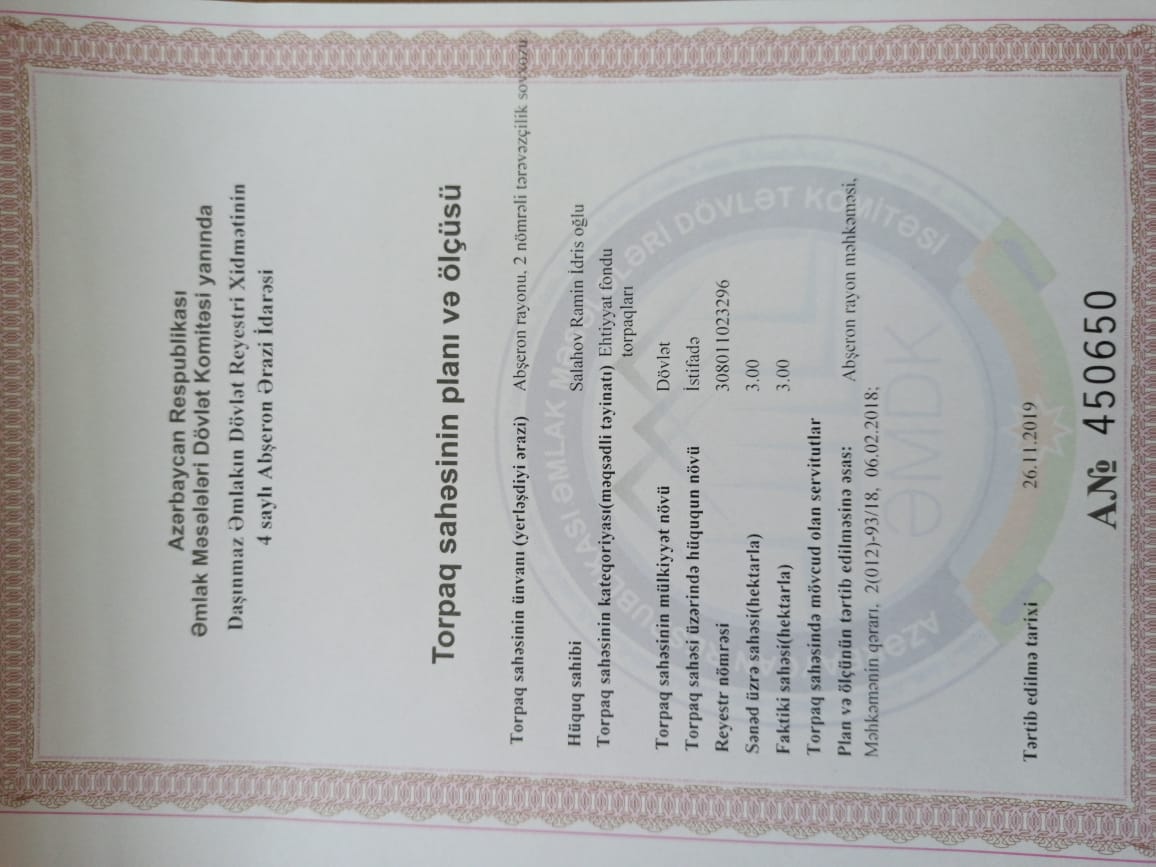 Azərbaycan Respublikası
Əmlak Məsələləri Dövlət Komitəsi yanında
Daşınmaz Əmlakın Dövlət Reyestri Xidmətinin
4 saylı Abşeron Ərazi İdarəsi
Torpaq sahəsinin planı və ölçüsü
Torpaq sahəsinin ünvanı (yerləşdiyi ərazi) Abşeron rayonu, 2 nömrəli tərəvəzçilik sovxozu
Hüquq sahibi Salahov Ramin İdris oğlu
Torpaq sahəsinin kateqoriyası(məqsədli təyinatı) Ehtiyyat fondu
torpaqları
Torpaq sahəsinin mülkiyyət növü Dövlət
Torpaq sahəsi üzərində hüququn növü İstifadə
Reyestr nömrəsi 308011023296
Sənəd üzrə sahəsi(hektarla) 3.00
Faktiki sahəsi(hektarla) 3.00
Torpaq sahəsində mövcud olan servitutlar
Plan və ölçünün tərtib edilməsinə əsas: Abşeron rayon məhkəməsi,
Məhkəmənin qərarı, 2(012)-93/18, 06.02.2018;
Tərtib edilmə tarixi 26.11.2019
A№ 450650
ƏMDK